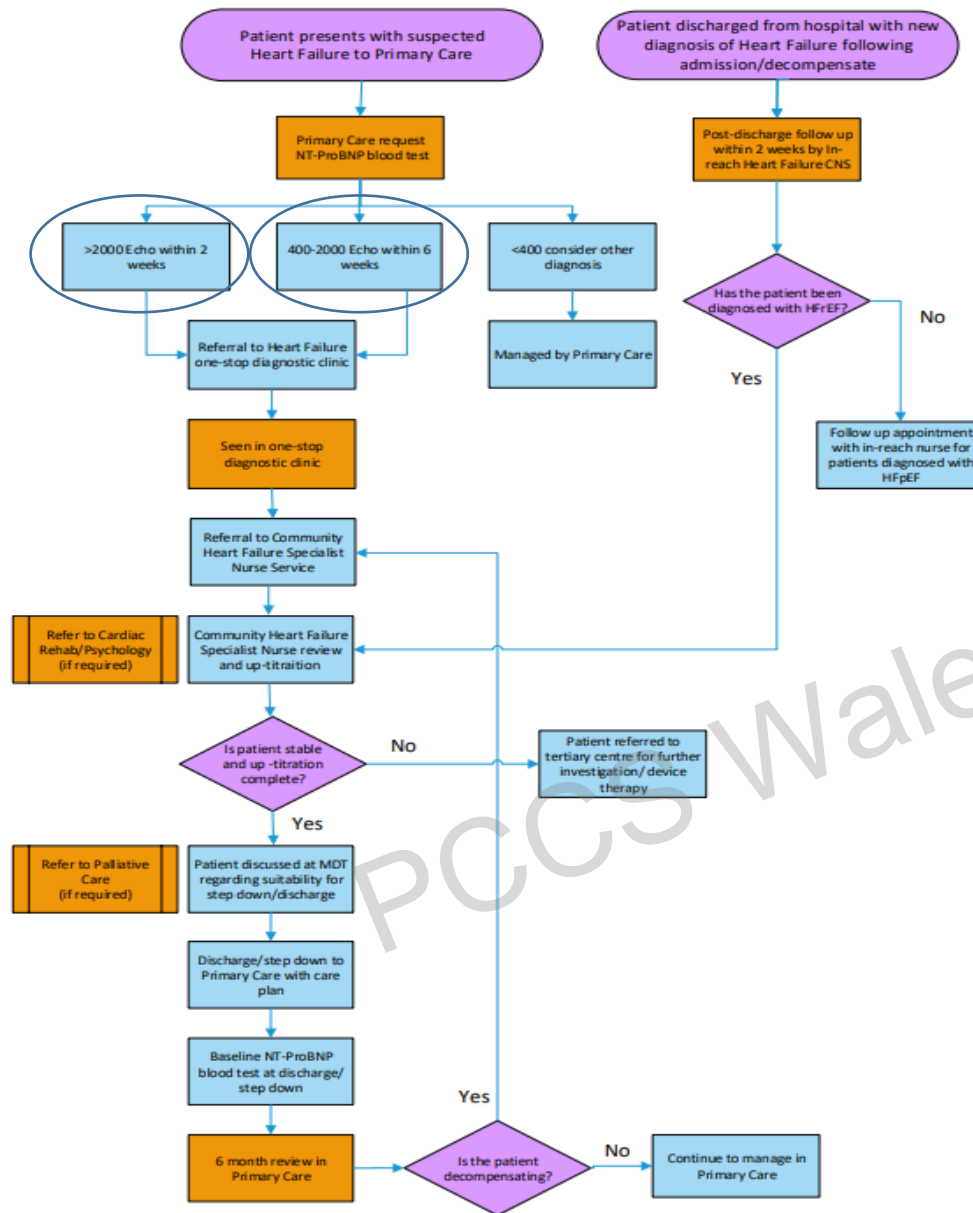 Patient presents with suspected
Heart Failure to Primary Care
Patient discharged from hospital with new
diagnosis of Heart Failure following
admission/decompensate
Primary Care request
NT-ProBNP blood test
Post-discharge follow up
within 2 weeks by In-
reach Heart Failure CNS
>2000 Echo within 2
weeks
400-2000 Echo within 6
weeks
<400 consider other
diagnosis
Has the patient been
diagnosed with HFrEF?
No
Yes
Referral to Heart Failure
one-stop diagnostic clinic
Managed by Primary Care
Seen in one-stop
diagnostic clinic
Follow up appointment
with in-reach nurse for
patients diagnosed with
HFpEF
Referral to Community
Heart Failure Specialist
Nurse Service
Refer to Cardiac
Rehab/Psychology
(if required)
Community Heart Failure
Specialist Nurse review
and up-titraition
Is patient stable
and up -titration
complete?
No
Patient referred to
tertiary centre for further
investigation/ device
therapy
Yes
Refer to Palliative
Care
(if required)
Patient discussed at MDT
regarding suitability for
step down/discharge
Discharge/step down to
Primary Care with care
plan
Baseline NT-ProBNP
blood test at discharge/
step down
Yes
6 month review in
Primary Care
Is the patient
decompensating?
No
Continue to manage in
Primary Care
PCCS Wale